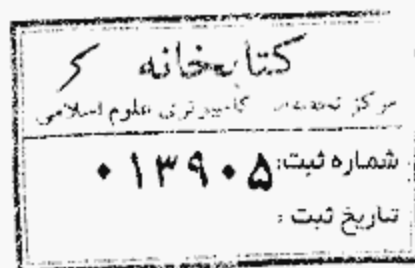 کتابخانه
مرکز تحقیقات کامپیوتری علوم اسلامی
شماره ثبت: ۰۱۳۹۰۵
تاریخ ثبت :